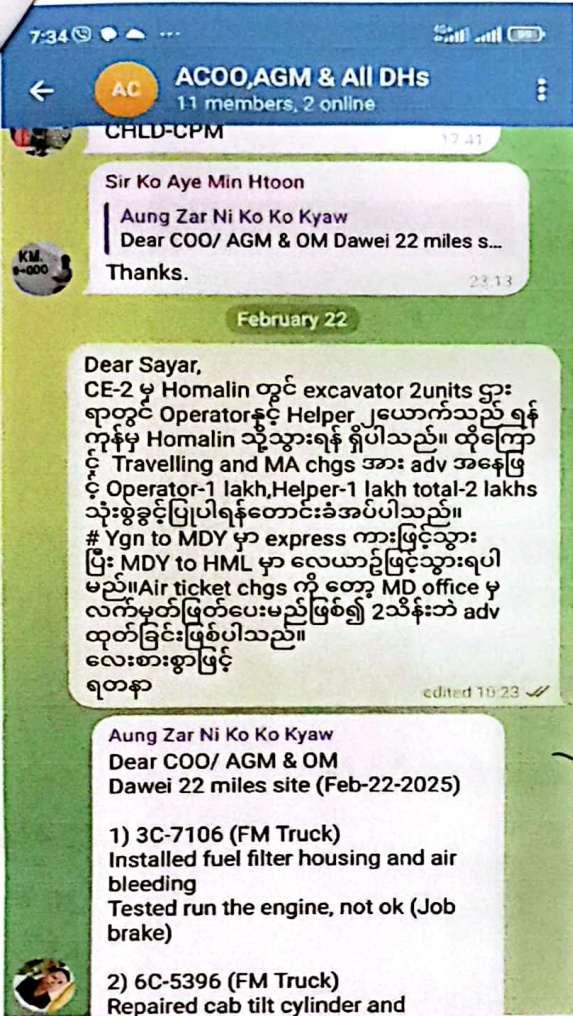 7:34
4G+
99
AC
ACOO,AGM & All DHs
11 members, 2 online
CHLD-CPM
17:41
Sir Ko Aye Min Htoon
Aung Zar Ni Ko Ko Kyaw
Dear COO/ AGM & OM Dawei 22 miles s...
KM.
0+000
Thanks.
23:13
February 22
Dear Sayar,
CE-2 မှ Homalin တွင် excavator 2units ဌား
ရာတွင် Operatorနှင့် Helper ၂ယောက်သည် ရန်
ကုန်မှ Homalin သို့သွားရန် ရှိပါသည်။ ထို့ကြော
င့် Travelling and MA chgs အား adv အနေဖြ
င့် Operator-1 lakh,Helper-1 lakh total-2 lakhs
သုံးစွဲခွင့်ပြုပါရန်တောင်းခံအပ်ပါသည်။
# Ygn to MDY မှာ express ကားဖြင့်သွား
ပြီး MDY to HML မှာ လေယာဉ်ဖြင့်သွားရပါ
မည်။Air ticket chgs ကို တော့ MD office မှ
လက်မှတ်ဖြတ်ပေးမည်ဖြစ်၍ 2သိန်းဘဲ adv
ထုတ်ခြင်းဖြစ်ပါသည်။
လေးစားစွာဖြင့်
ရတနာ
edited 10:23
Aung Zar Ni Ko Ko Kyaw
Dear COO/ AGM & OM
Dawei 22 miles site (Feb-22-2025)
1) 3C-7106 (FM Truck)
Installed fuel filter housing and air
bleeding
Tested run the engine, not ok (Job
brake)
2) 6C-5396 (FM Truck)
Repaired cab tilt cylinder and